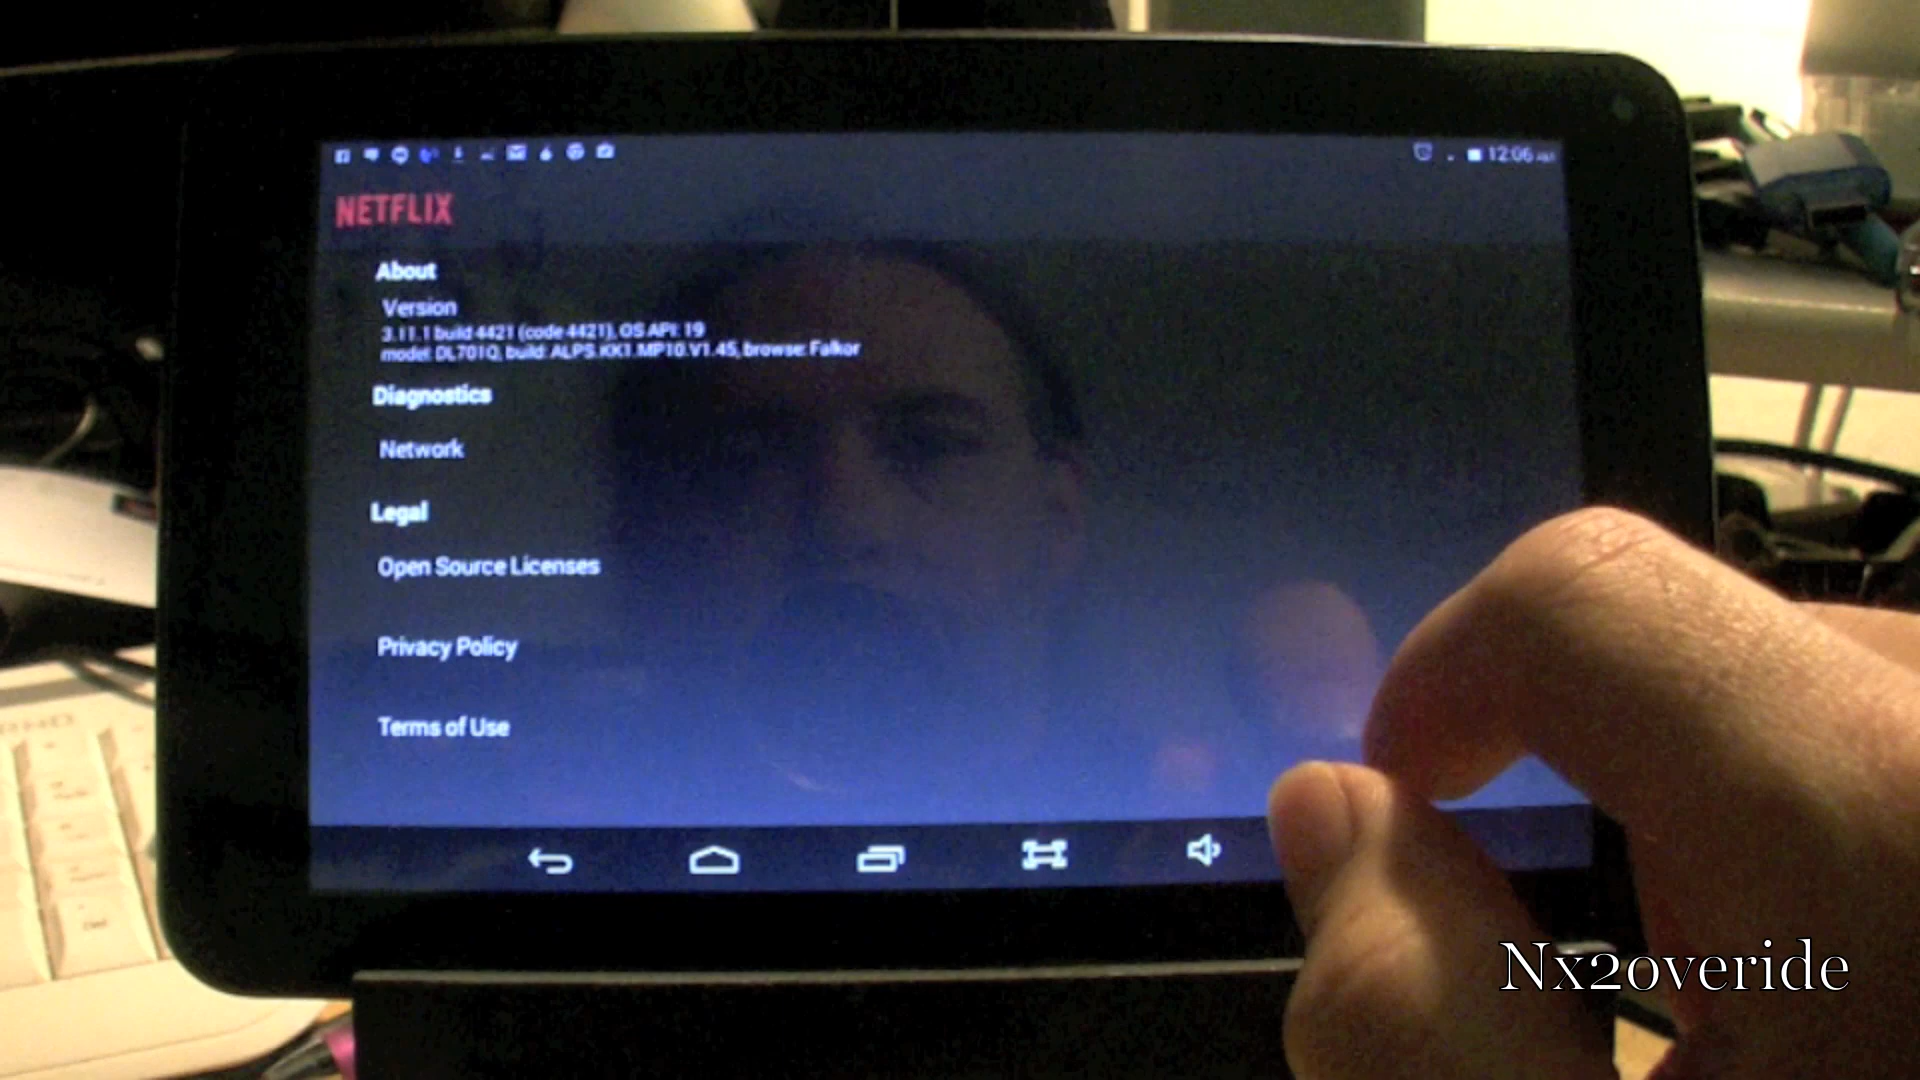 12:06
NETFLIX
About
Version
3.11.1 build 4421 (code 4421), OS API: 19
model: DL701Q, build: ALPS.KK1.MP10.V1.45, browse: Falkor
Diagnostics
Network
Legal
Open Source Licenses
Privacy Policy
Terms of Use
Nx2overide